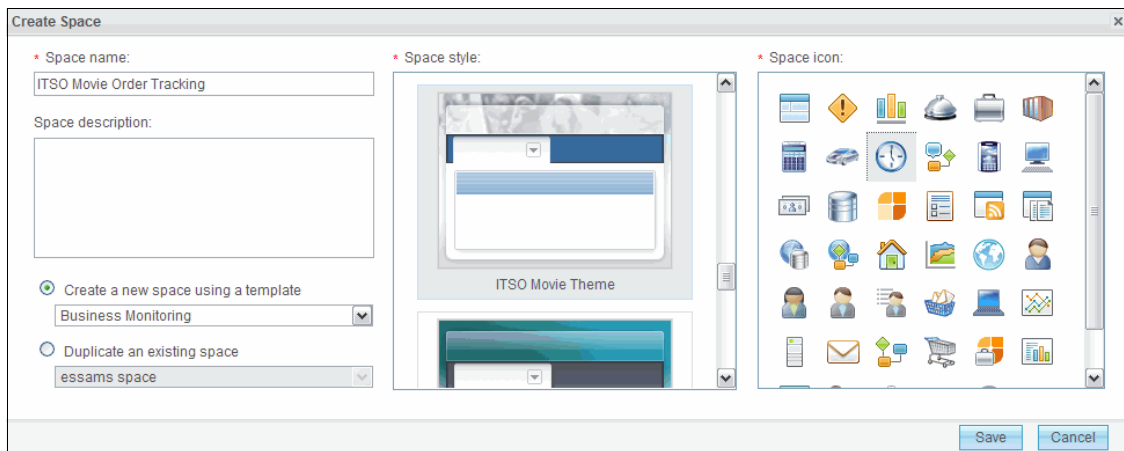 Create Space
* Space name:
ITSO Movie Order Tracking
Space description:
Create a new space using a template
Business Monitoring
Duplicate an existing space
essams space
* Space style:
ITSO Movie Theme
* Space icon:
Save
Cancel